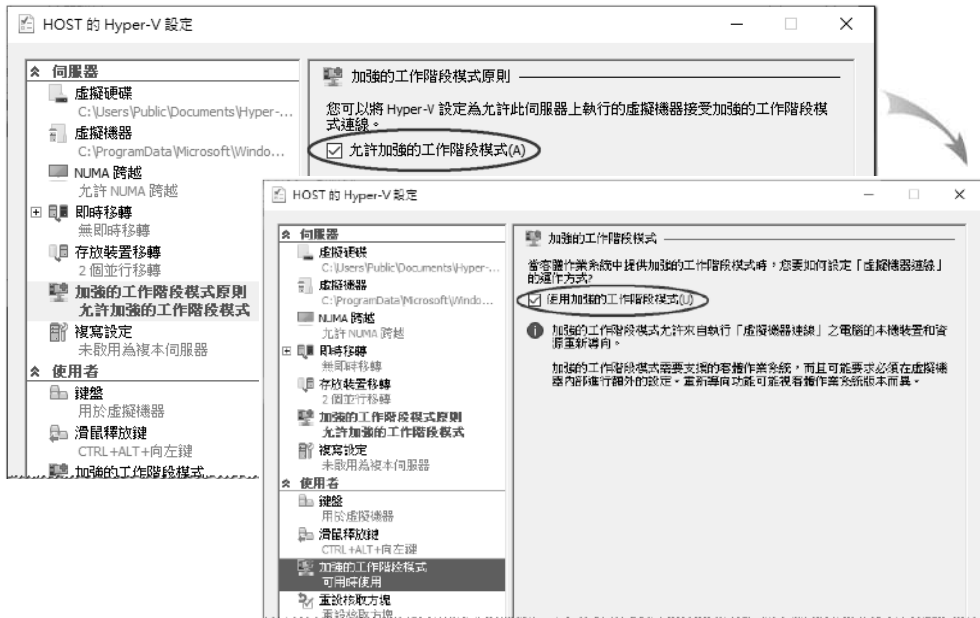 HOST 的 Hyper-V 設定
伺服器
虛擬硬碟
C:\Users\Public\Documents\Hyper-...
虛擬機器
C:\ProgramData\Microsoft\Windo...
NUMA 跨越
允許 NUMA 跨越
即時移轉
無即時移轉
存放裝置移轉
2 個並行移轉
加強的工作階段模式原則
允許加強的工作階段模式
複寫設定
未啟用為複本伺服器
使用者
鍵盤
用於虛擬機器
滑鼠釋放鍵
CTRL+ALT+向左鍵
加強的工作階段模式
加強的工作階段模式原則
您可以將 Hyper-V 設定為允許此伺服器上執行的虛擬機器接受加強的工作階段模
式連線。
允許加強的工作階段模式(A)
HOST 的 Hyper-V 設定
伺服器
虛擬硬碟
C:\Users\Public\Documents\Hyper-...
虛擬機器
C:\ProgramData\Microsoft\Windo...
NUMA 跨越
允許 NUMA 跨越
即時移轉
無即時移轉
存放裝置移轉
2 個並行移轉
加強的工作階段模式原則
允許加強的工作階段模式
複寫設定
未啟用為複本伺服器
使用者
鍵盤
用於虛擬機器
滑鼠釋放鍵
CTRL+ALT+向左鍵
加強的工作階段模式
可用時使用
重設核取方塊
重設核取方塊
加強的工作階段模式
當客體作業系統中提供加強的工作階段模式時，您要如何設定「虛擬機器連線」
的運作方式?
使用加強的工作階段模式(U)
加強的工作階段模式允許來自執行「虛擬機器連線」之電腦的本機裝置和資
源重新導向。
加強的工作階段模式需要支援的客體作業系統，而且可能要求必須在虛擬機
器內部進行額外的設定。重新導向功能可能視客體作業系統版本而異。